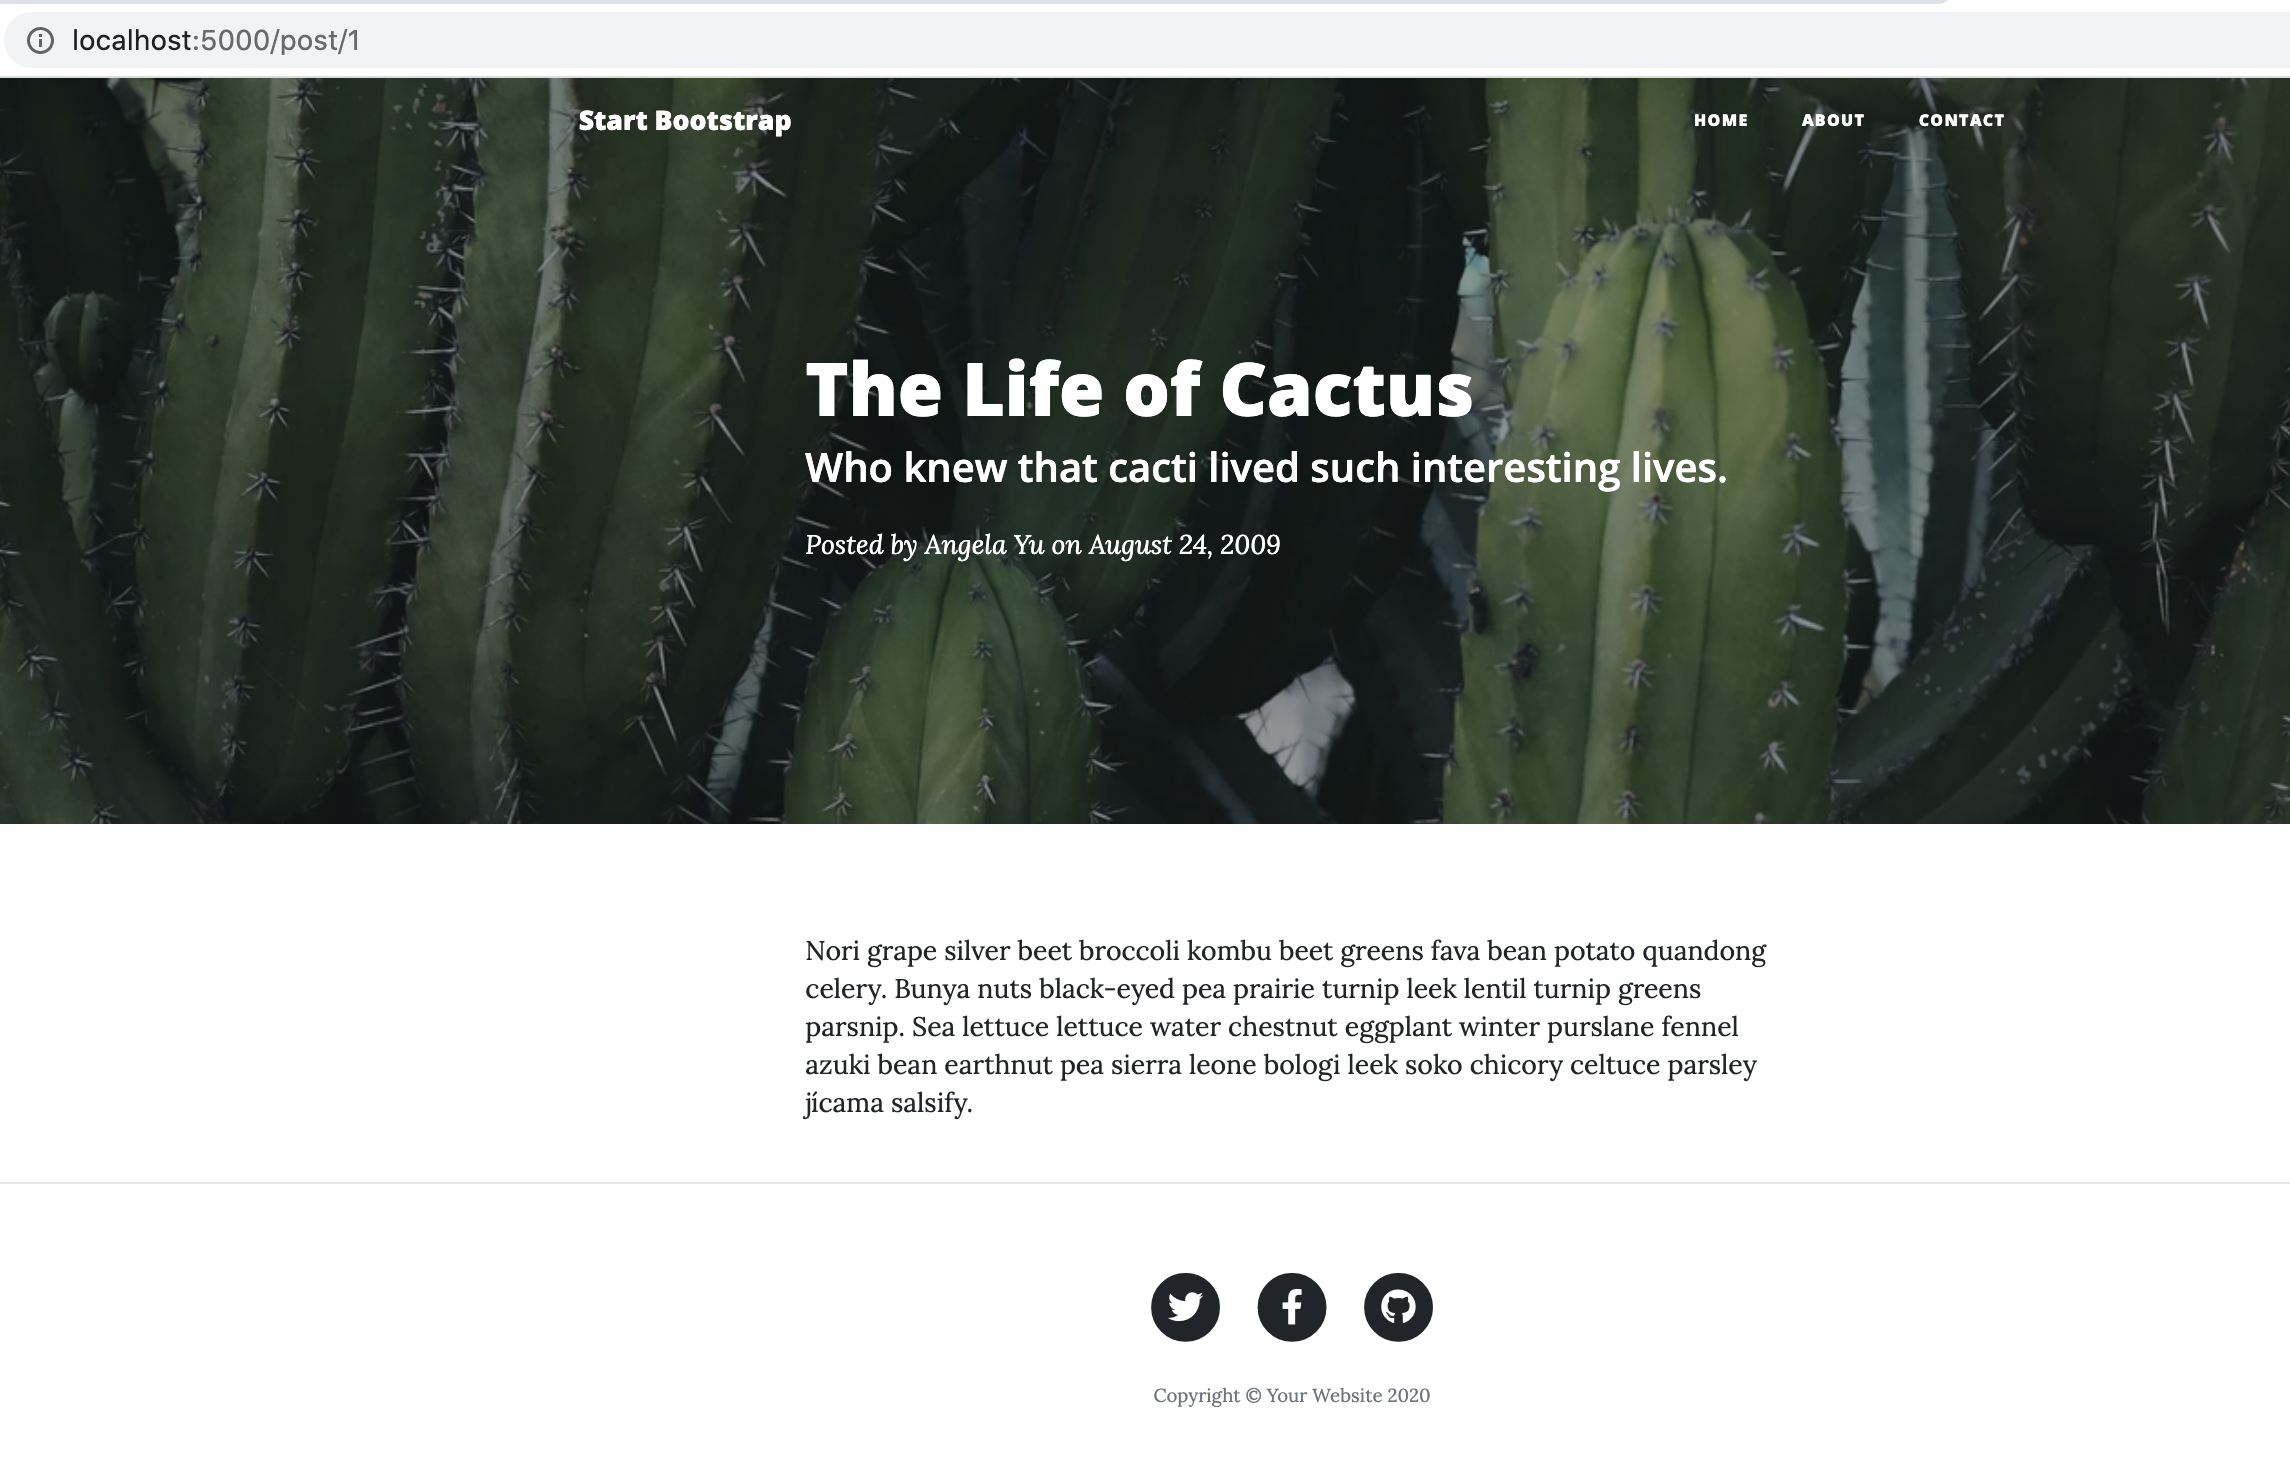 localhost:5000/post/1
Start Bootstrap HOME ABOUT CONTACT
The Life of Cactus
Who knew that cacti lived such interesting lives.
Posted by Angela Yu on August 24, 2009
Nori grape silver beet broccoli kombu beet greens fava bean potato quandong
celery. Bunya nuts black-eyed pea prairie turnip leek lentil turnip greens
parsnip. Sea lettuce lettuce water chestnut eggplant winter purslane fennel
azuki bean earthnut pea sierra leone bologi leek soko chicory celtuce parsley
jícama salsify.
Copyright © Your Website 2020